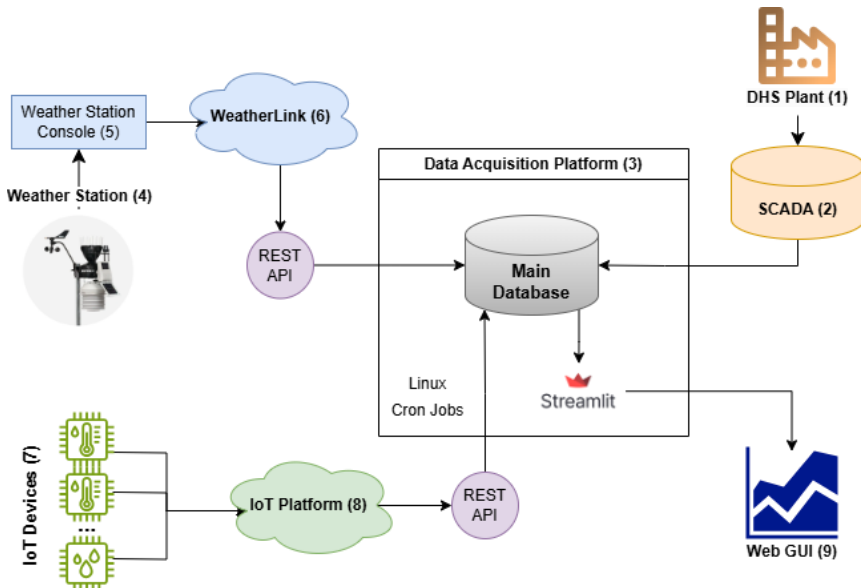 DHS Plant (1)
Weather Station
Console (5)
WeatherLink (6)
Data Acquisition Platform (3)
Weather Station (4)
SCADA (2)
REST
API
Main
Database
Linux
Cron Jobs
Streamlit
IoT Devices (7)
...
IoT Platform (8)
REST
API
Web GUI (9)